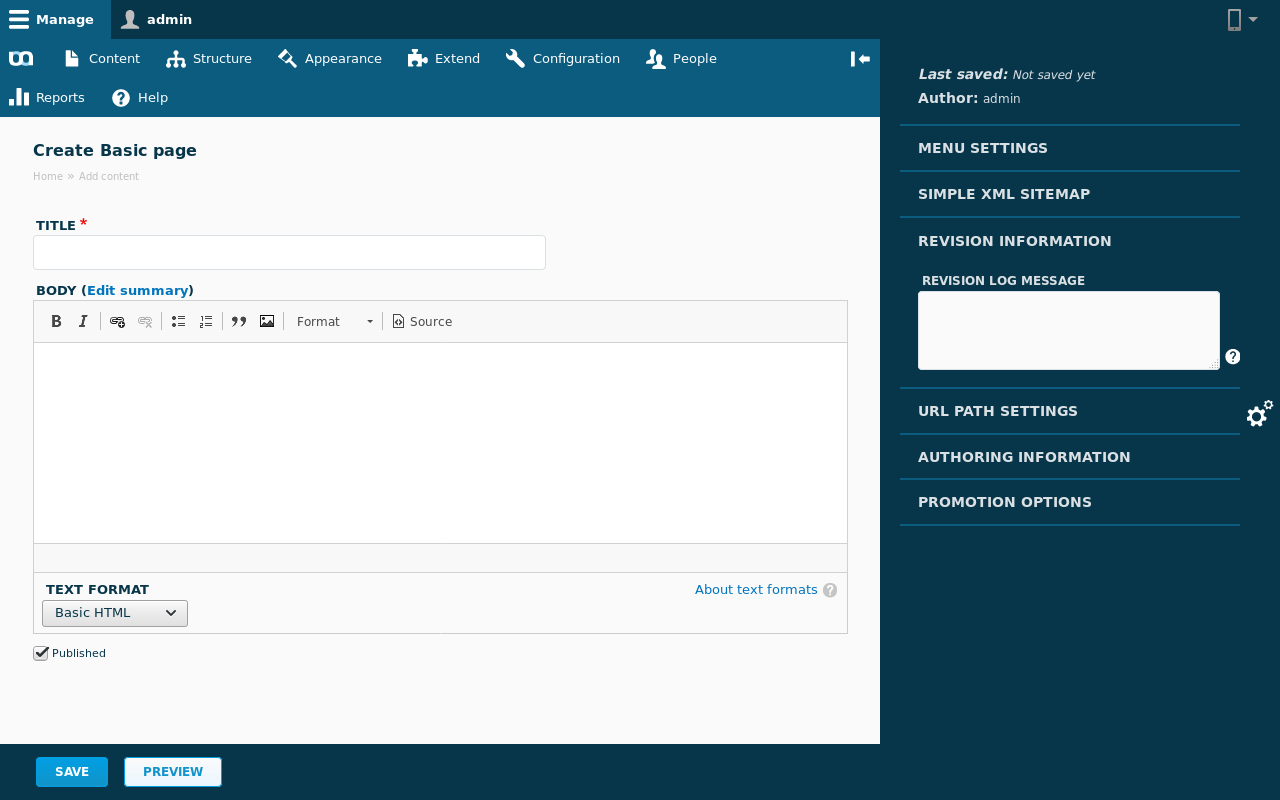 Manage admin
Content Structure Appearance Extend Configuration People
Reports Help
Create Basic page
Home » Add content
TITLE *
BODY (Edit summary)
Format Source
TEXT FORMAT
About text formats
Basic HTML
Published
SAVE PREVIEW
Last saved: Not saved yet
Author: admin
MENU SETTINGS
SIMPLE XML SITEMAP
REVISION INFORMATION
REVISION LOG MESSAGE
URL PATH SETTINGS
AUTHORING INFORMATION
PROMOTION OPTIONS